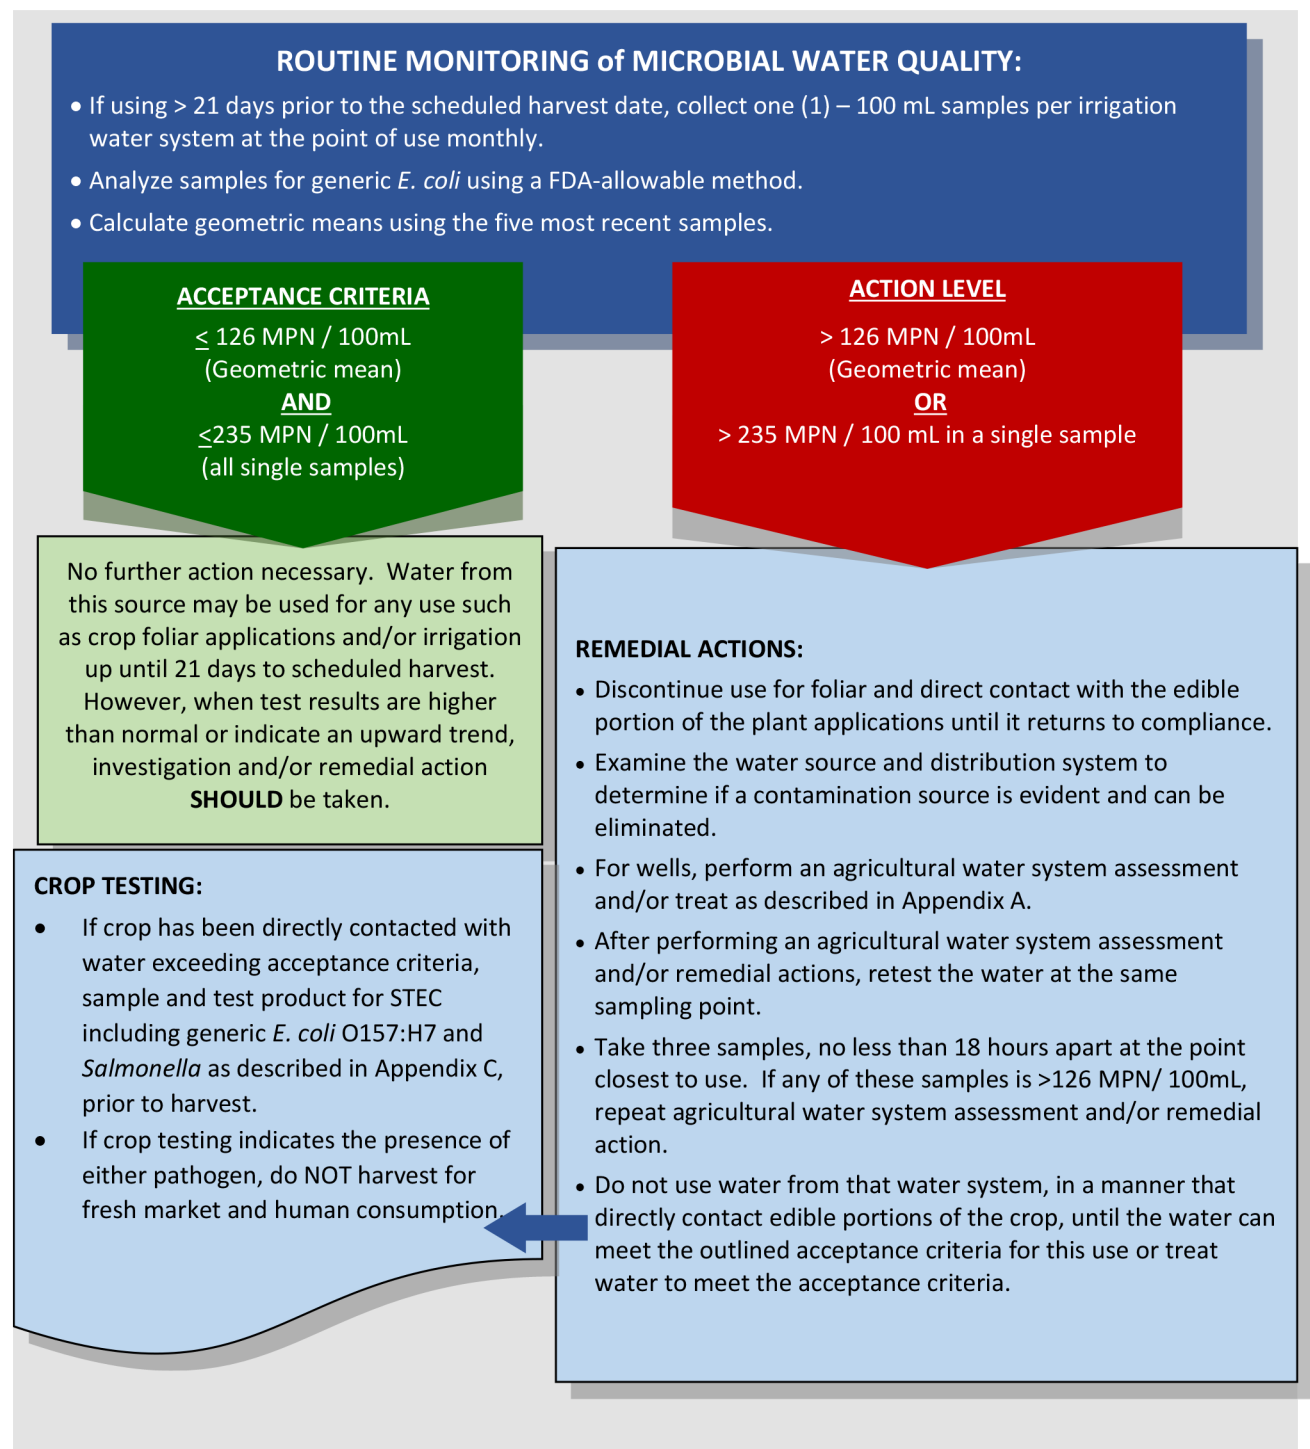 ROUTINE MONITORING of MICROBIAL WATER QUALITY:
• If using > 21 days prior to the scheduled harvest date, collect one (1) – 100 mL samples per irrigation
water system at the point of use monthly.
• Analyze samples for generic E. coli using a FDA-allowable method.
• Calculate geometric means using the five most recent samples.
ACCEPTANCE CRITERIA
< 126 MPN / 100mL
(Geometric mean)
AND
<235 MPN / 100mL
(all single samples)
ACTION LEVEL
> 126 MPN / 100mL
(Geometric mean)
OR
> 235 MPN / 100 mL in a single sample
No further action necessary. Water from
this source may be used for any use such
as crop foliar applications and/or irrigation
up until 21 days to scheduled harvest.
However, when test results are higher
than normal or indicate an upward trend,
investigation and/or remedial action
SHOULD be taken.
CROP TESTING:
• If crop has been directly contacted with
water exceeding acceptance criteria,
sample and test product for STEC
including generic E. coli O157:H7 and
Salmonella as described in Appendix C,
prior to harvest.
• If crop testing indicates the presence of
either pathogen, do NOT harvest for
fresh market and human consumption.
REMEDIAL ACTIONS:
• Discontinue use for foliar and direct contact with the edible
portion of the plant applications until it returns to compliance.
• Examine the water source and distribution system to
determine if a contamination source is evident and can be
eliminated.
• For wells, perform an agricultural water system assessment
and/or treat as described in Appendix A.
• After performing an agricultural water system assessment
and/or remedial actions, retest the water at the same
sampling point.
• Take three samples, no less than 18 hours apart at the point
closest to use. If any of these samples is >126 MPN/ 100mL,
repeat agricultural water system assessment and/or remedial
action.
• Do not use water from that water system, in a manner that
directly contact edible portions of the crop, until the water can
meet the outlined acceptance criteria for this use or treat
water to meet the acceptance criteria.